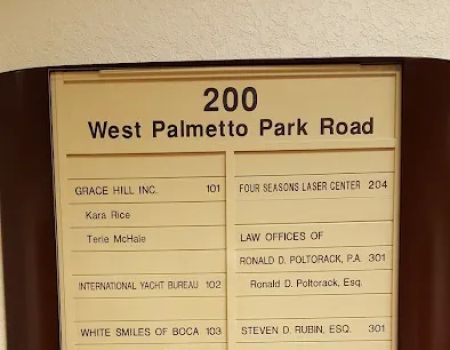 200
West Palmetto Park Road
GRACE HILL INC. 101
Kara Rice
Terie McHale
INTERNATIONAL YACHT BUREAU 102
WHITE SMILES OF BOCA 103
FOUR SEASONS LASER CENTER 204
LAW OFFICES OF
RONALD D. POLTORACK, P.A. 301
Ronald D. Poltorack, Esq.
STEVEN D. RUBIN, ESQ. 301